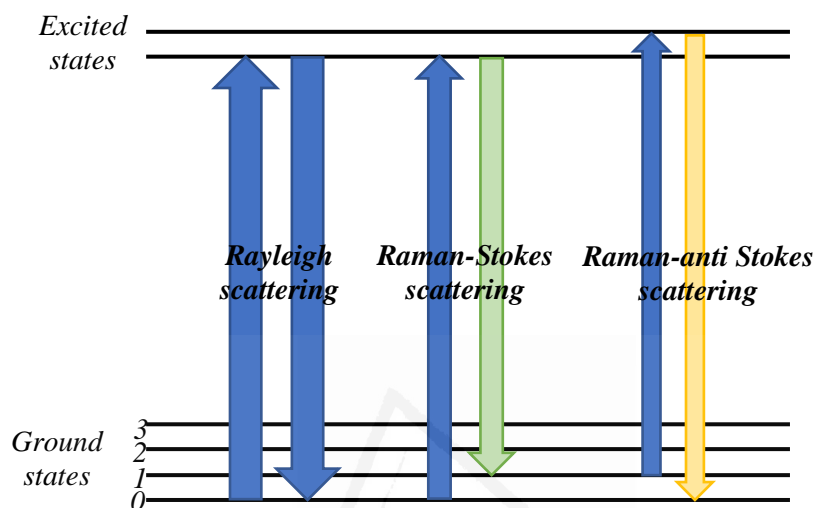 Excited
states
Rayleigh
scattering
Raman-Stokes
scattering
Raman-anti Stokes
scattering
Ground
states
3
2
1
0